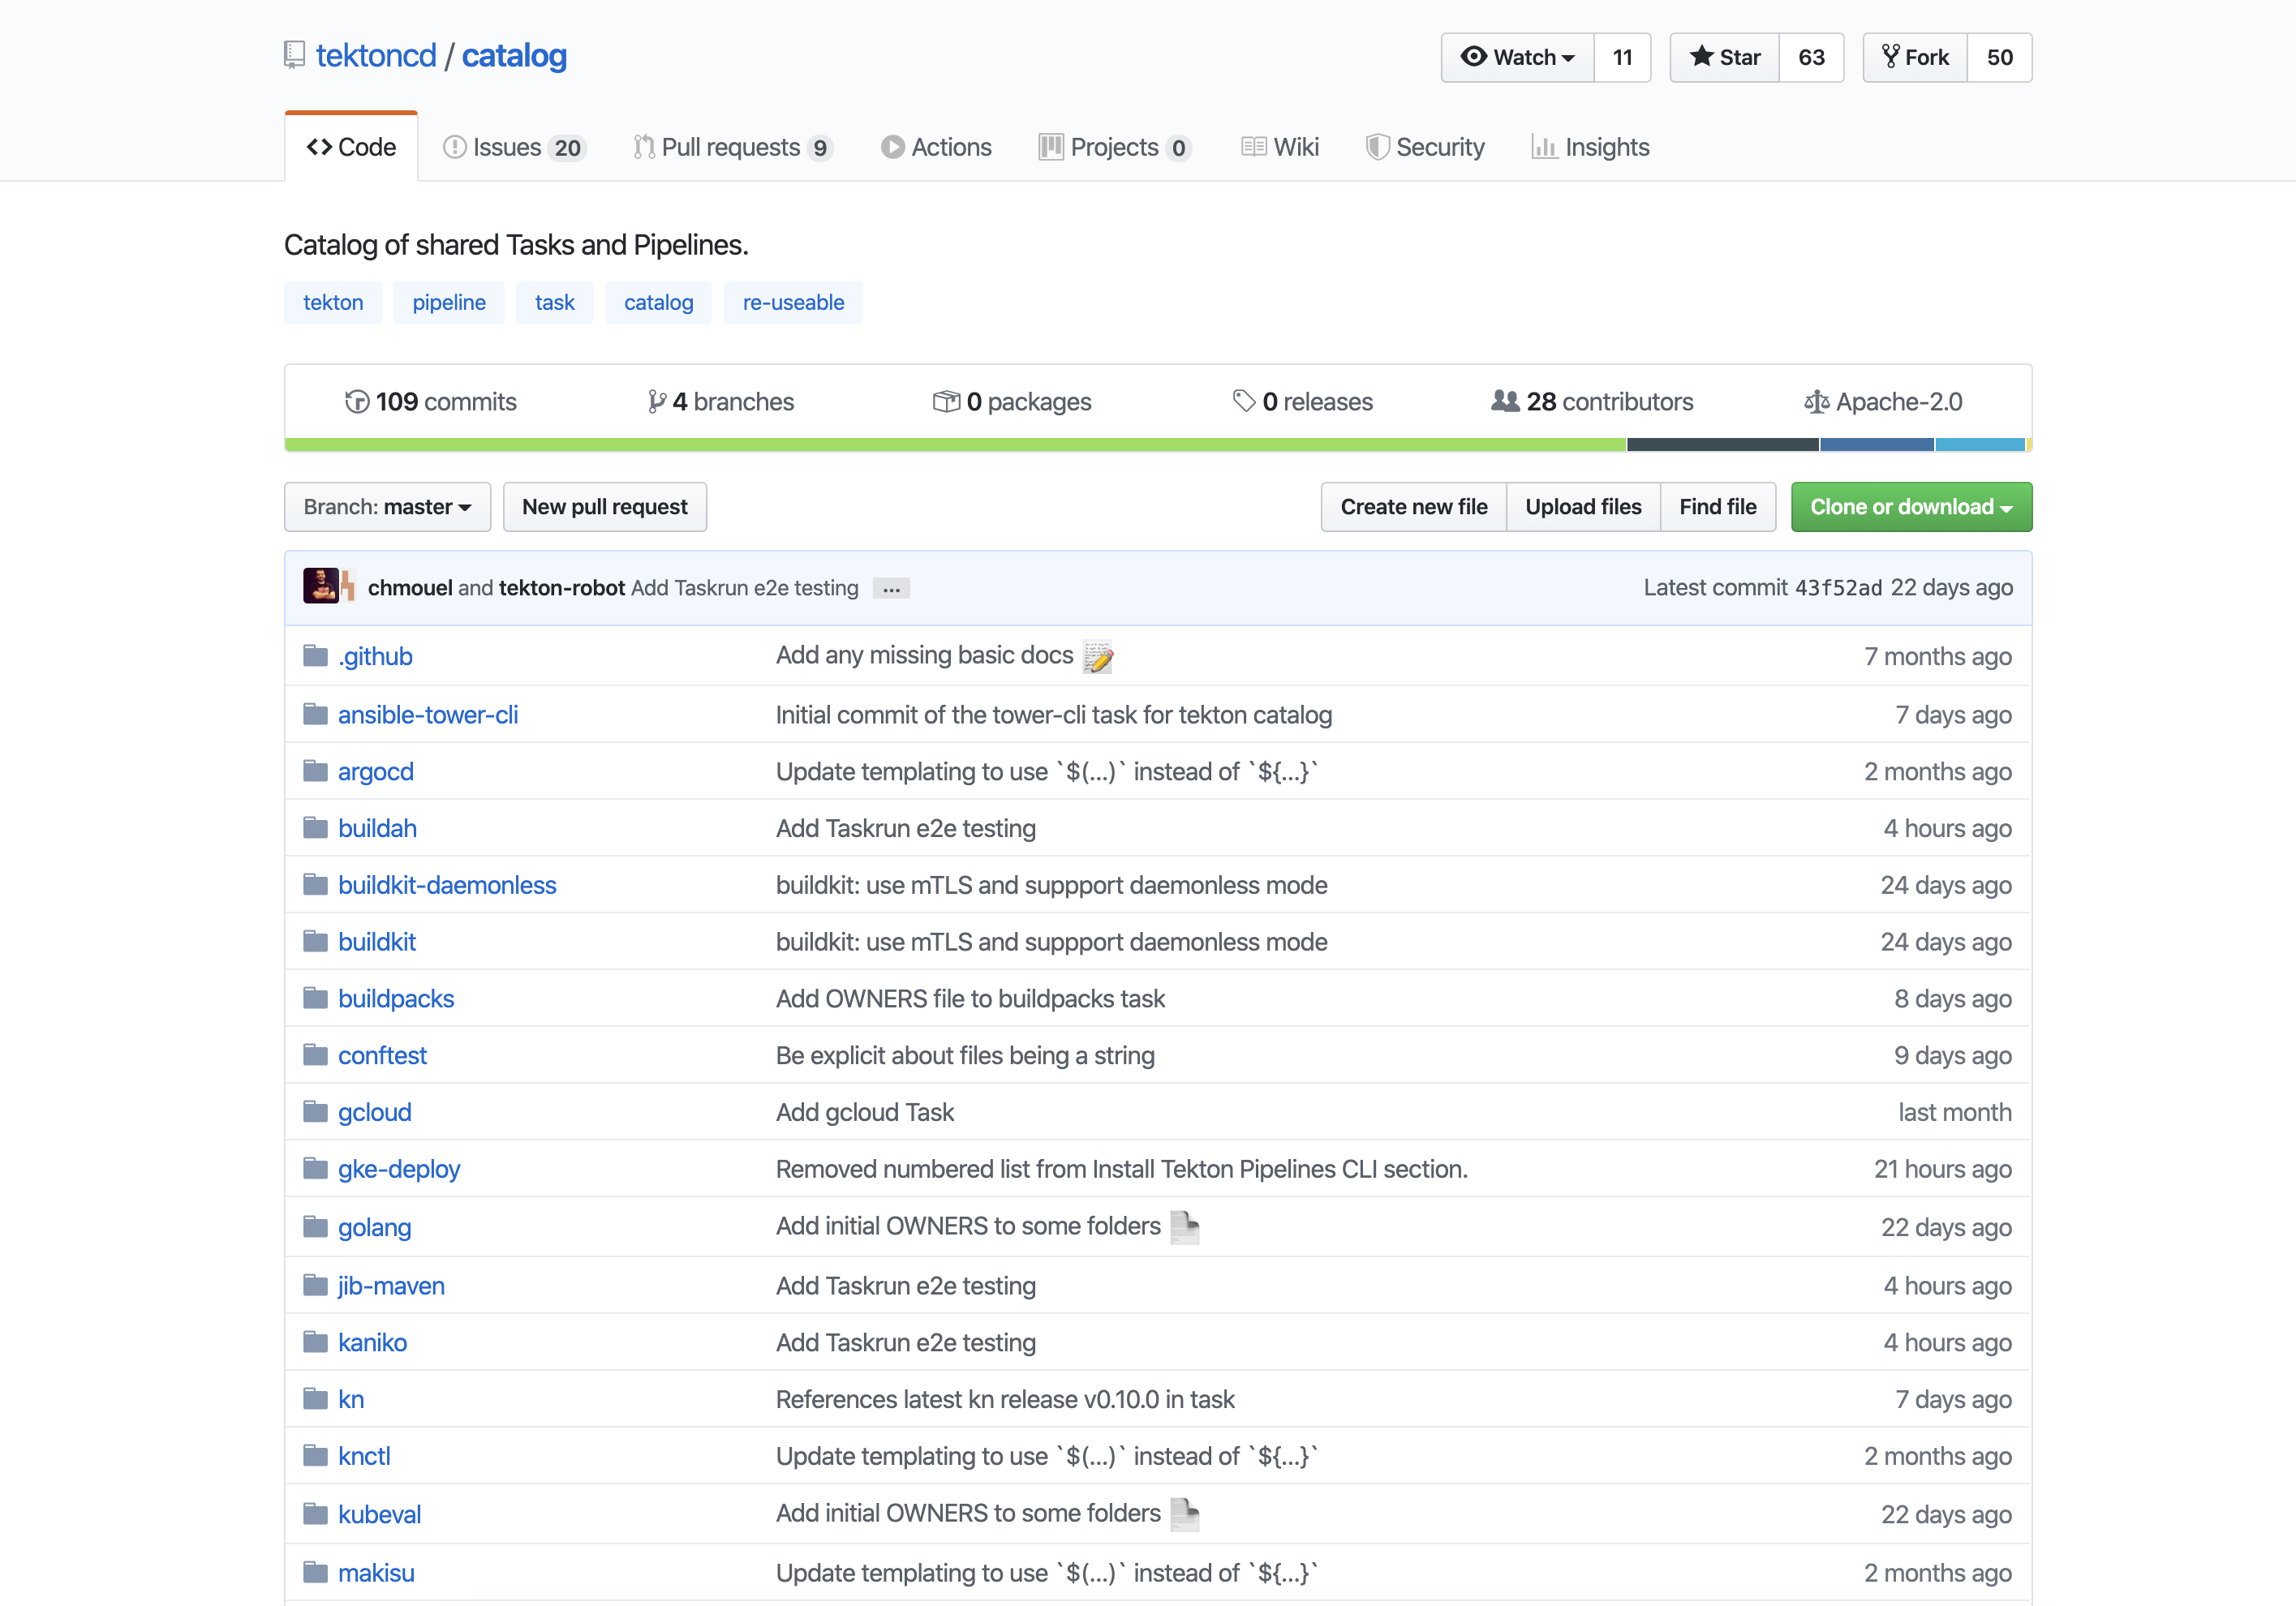 tektoncd / catalog
Watch 11 Star 63 Fork 50
Code Issues 20 Pull requests 9 Actions Projects 0 Wiki Security Insights
Catalog of shared Tasks and Pipelines.
tekton pipeline task catalog re-useable
109 commits 4 branches 0 packages 0 releases 28 contributors Apache-2.0
Branch: master New pull request Create new file Upload files Find file Clone or download
chmouel and tekton-robot Add Taskrun e2e testing ... Latest commit 43f52ad 22 days ago
.github Add any missing basic docs 7 months ago
ansible-tower-cli Initial commit of the tower-cli task for tekton catalog 7 days ago
argocd Update templating to use `$(...)` instead of `${...}` 2 months ago
buildah Add Taskrun e2e testing 4 hours ago
buildkit-daemonless buildkit: use mTLS and suppport daemonless mode 24 days ago
buildkit buildkit: use mTLS and suppport daemonless mode 24 days ago
buildpacks Add OWNERS file to buildpacks task 8 days ago
conftest Be explicit about files being a string 9 days ago
gcloud Add gcloud Task last month
gke-deploy Removed numbered list from Install Tekton Pipelines CLI section. 21 hours ago
golang Add initial OWNERS to some folders 22 days ago
jib-maven Add Taskrun e2e testing 4 hours ago
kaniko Add Taskrun e2e testing 4 hours ago
kn References latest kn release v0.10.0 in task 7 days ago
knctl Update templating to use `$(...)` instead of `${...}` 2 months ago
kubeval Add initial OWNERS to some folders 22 days ago
makisu Update templating to use `$(...)` instead of `${...}` 2 months ago